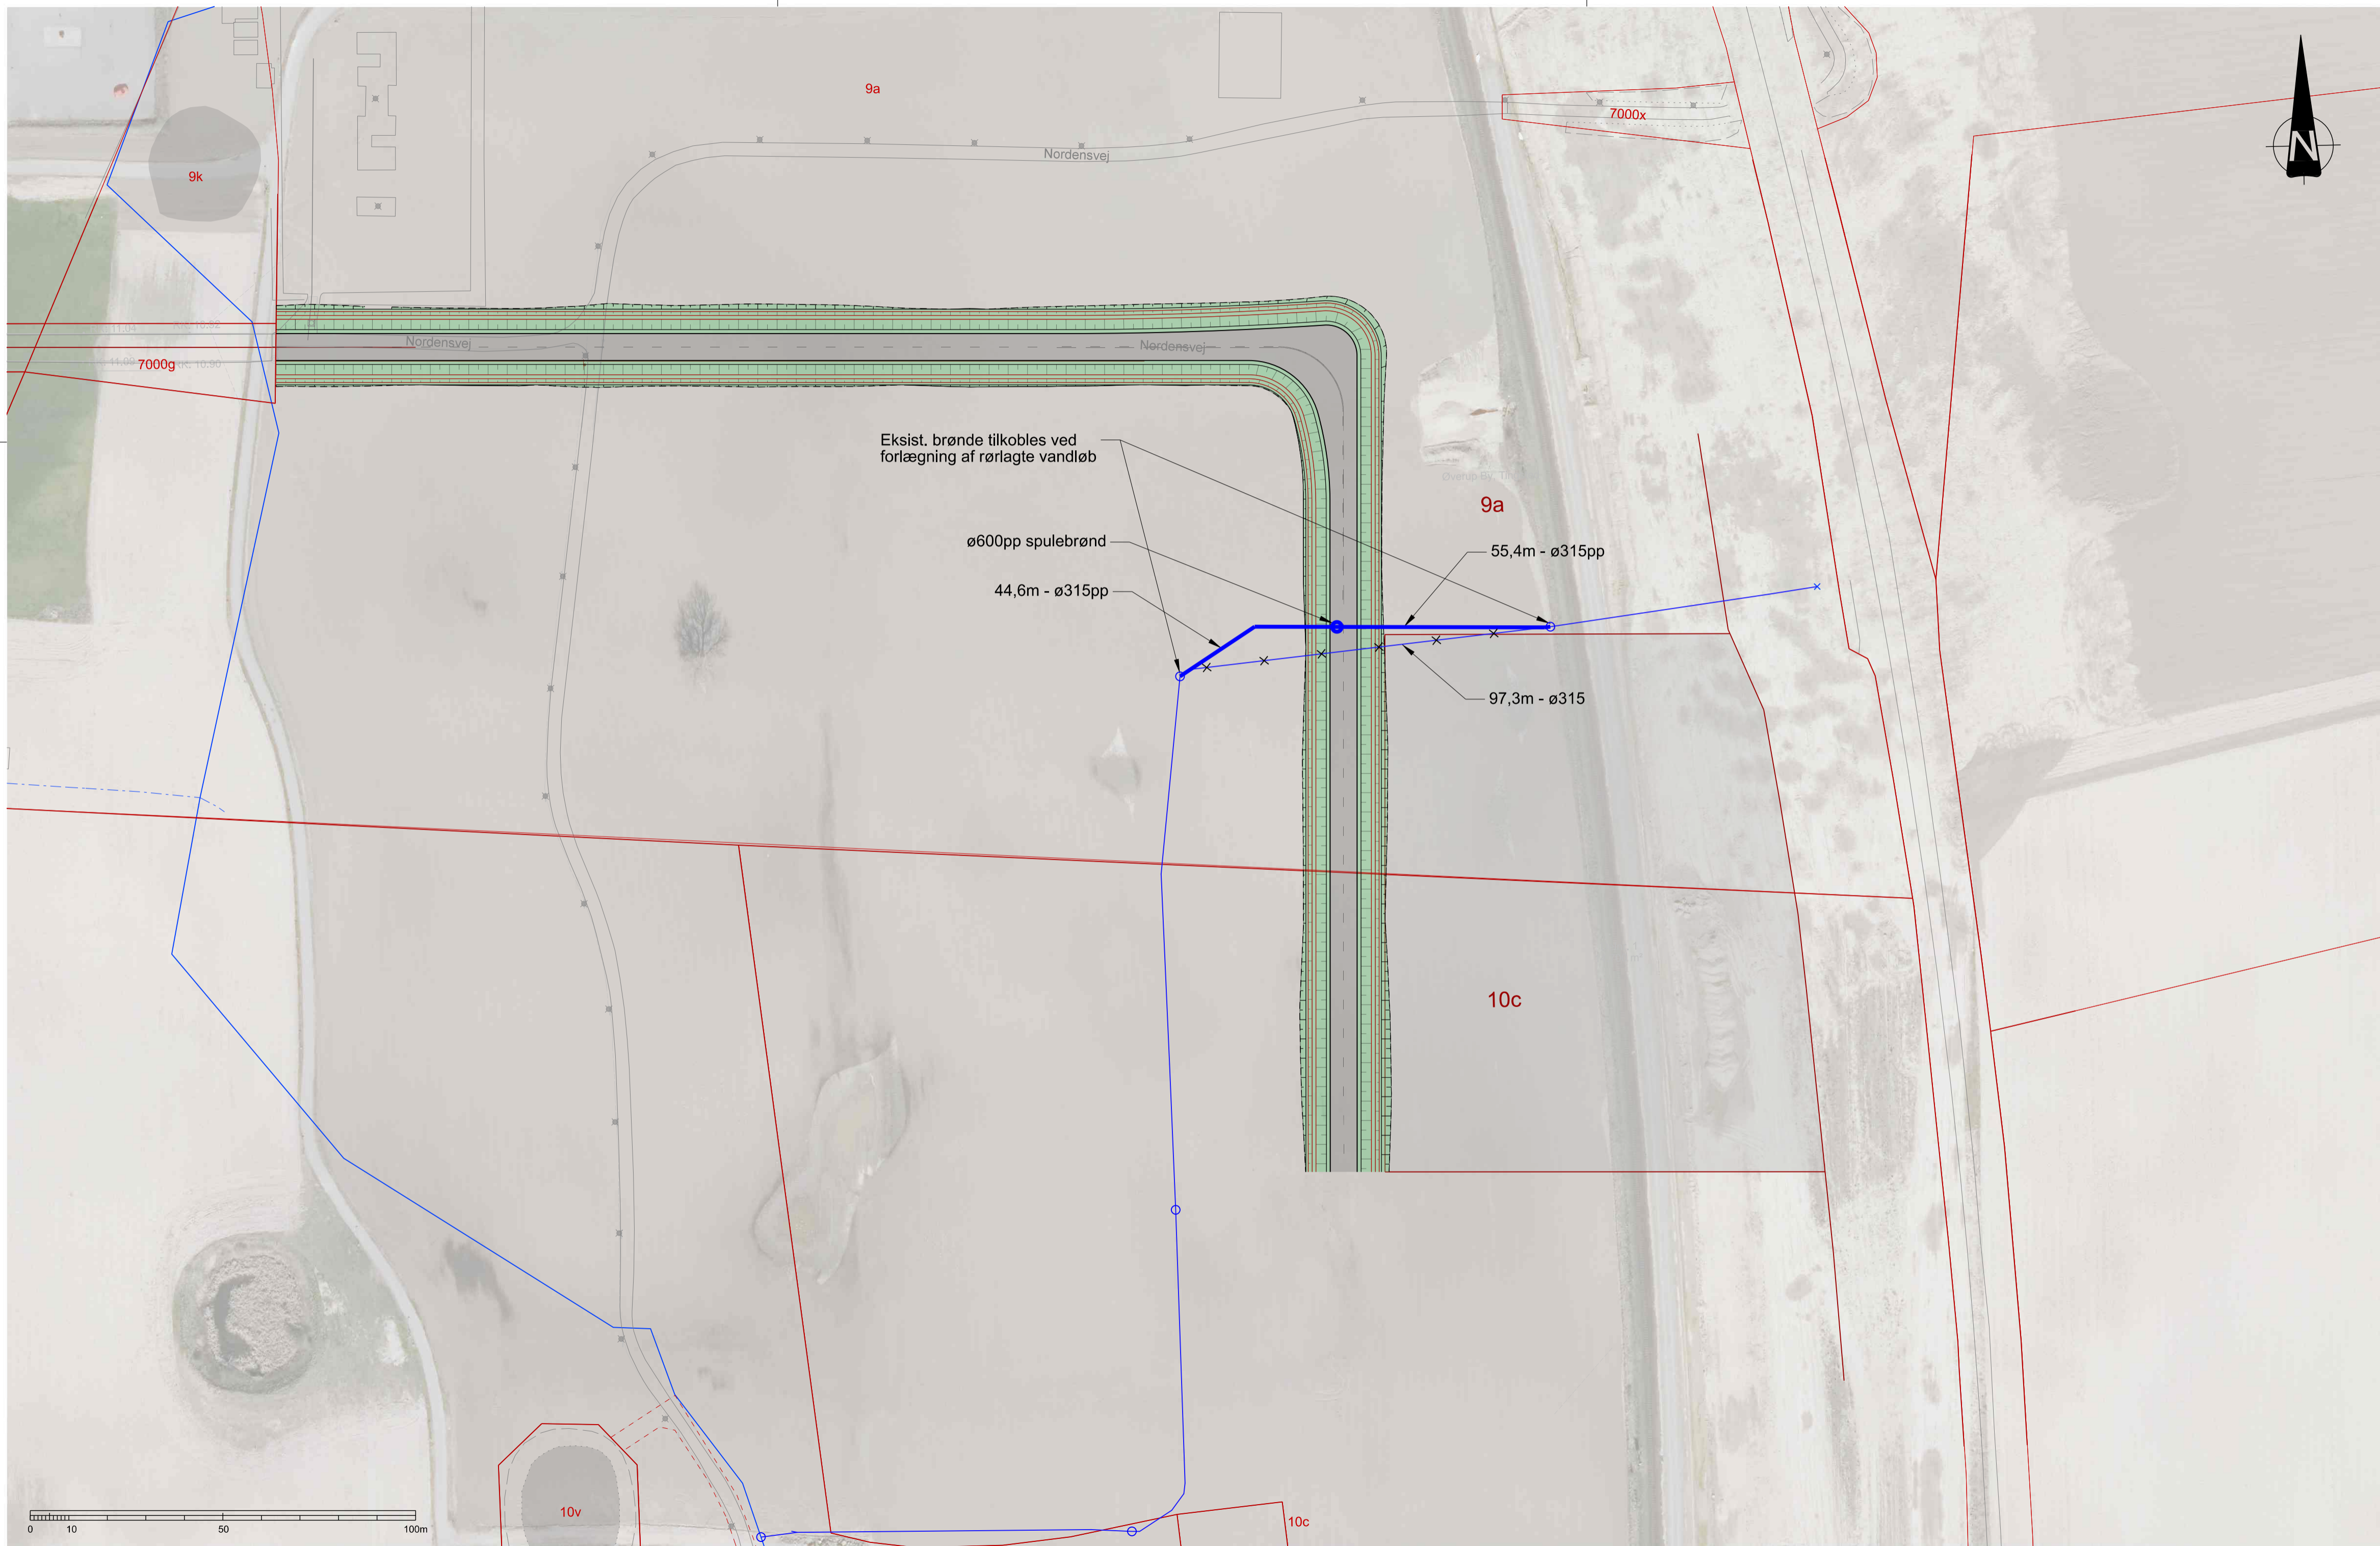 9a
7000x
N
Nordensvej
9k
Nordensvej
Nordensvej
7000g
Eksist. brønde tilkobles ved
forlægning af rørlagte vandløb
9a
ø600pp spulebrønd
55,4m - ø315pp
44,6m - ø315pp
97,3m - ø315
10c
10v
10c
0 10 50 100m